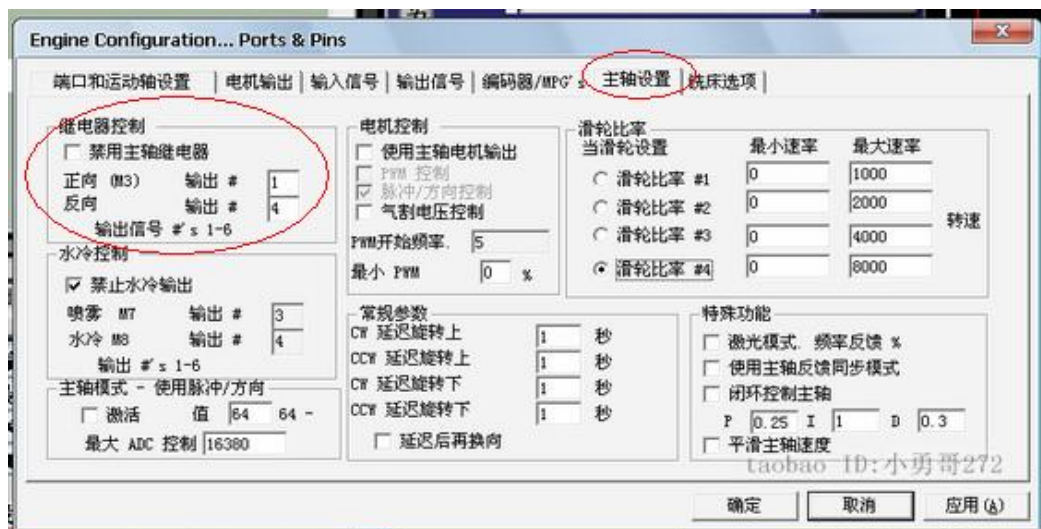 Engine Configuration... Ports & Pins
端口和运动轴设置 电机输出 输入信号 输出信号 编码器/MPG's 主轴设置 铣床选项
继电器控制
禁用主轴继电器
正向 (M3) 输出 # 1
反向 输出 # 4
输出信号 #'s 1-6
水冷控制
禁止水冷输出
喷雾 M7 输出 # 3
水冷 M8 输出 # 4
输出 #'s 1-6
主轴模式 - 使用脉冲/方向
激活 值 64 64 -
最大 ADC 控制 16380
电机控制
使用主轴电机输出
PWM 控制
脉冲/方向控制
气割电压控制
PWM开始频率. 5
最小 PWM 0 %
常规参数
CW 延迟旋转上 1 秒
CCW 延迟旋转上 1 秒
CW 延迟旋转下 1 秒
CCW 延迟旋转下 1 秒
延迟后再换向
滑轮比率
当滑轮设置 最小速率 最大速率
滑轮比率 #1 0 1000
滑轮比率 #2 0 2000
滑轮比率 #3 0 4000
滑轮比率 #4 0 8000
转速
特殊功能
激光模式. 频率反馈 %
使用主轴反馈同步模式
闭环控制主轴
P 0.25 I 1 D 0.3
平滑主轴速度
taobao ID:小勇哥272
确定 取消 应用(A)